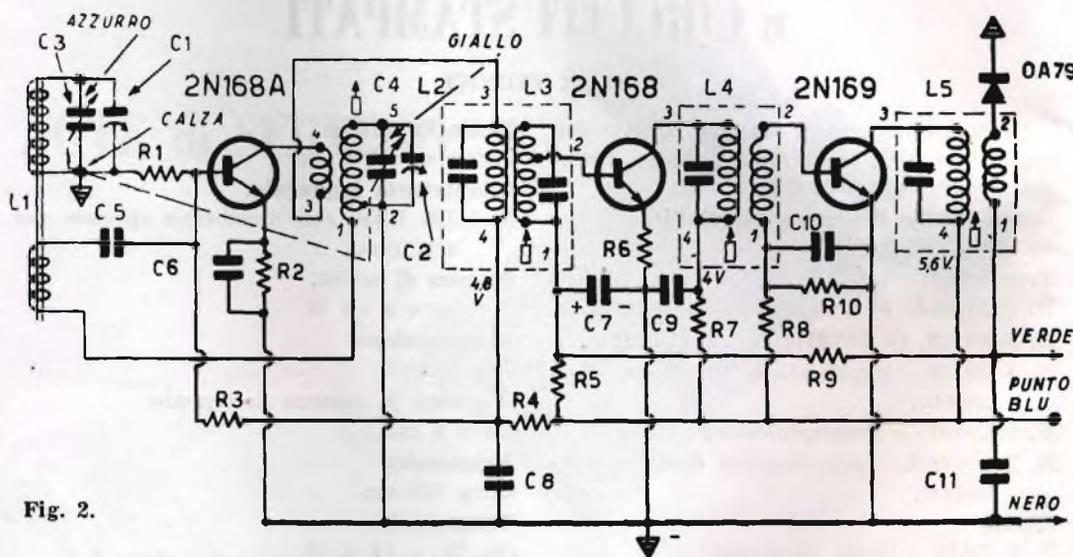 AZZURRO
C3
C1
CALZA
R1
L1
C5
C6
R2
R3
2N168A
4
3
C4
5
1
C2
GIALLO
L2
3
L3
2
4
1
4,8
V
C7
+
R4
R5
C8
2N168
R6
C9
L4
3
2
4
1
4V
R7
R8
C10
R10
R9
2N169
L5
3
2
4
1
5,6V.
0A79
VERDE
PUNTO
BLU
C11
NERO
-
Fig. 2.